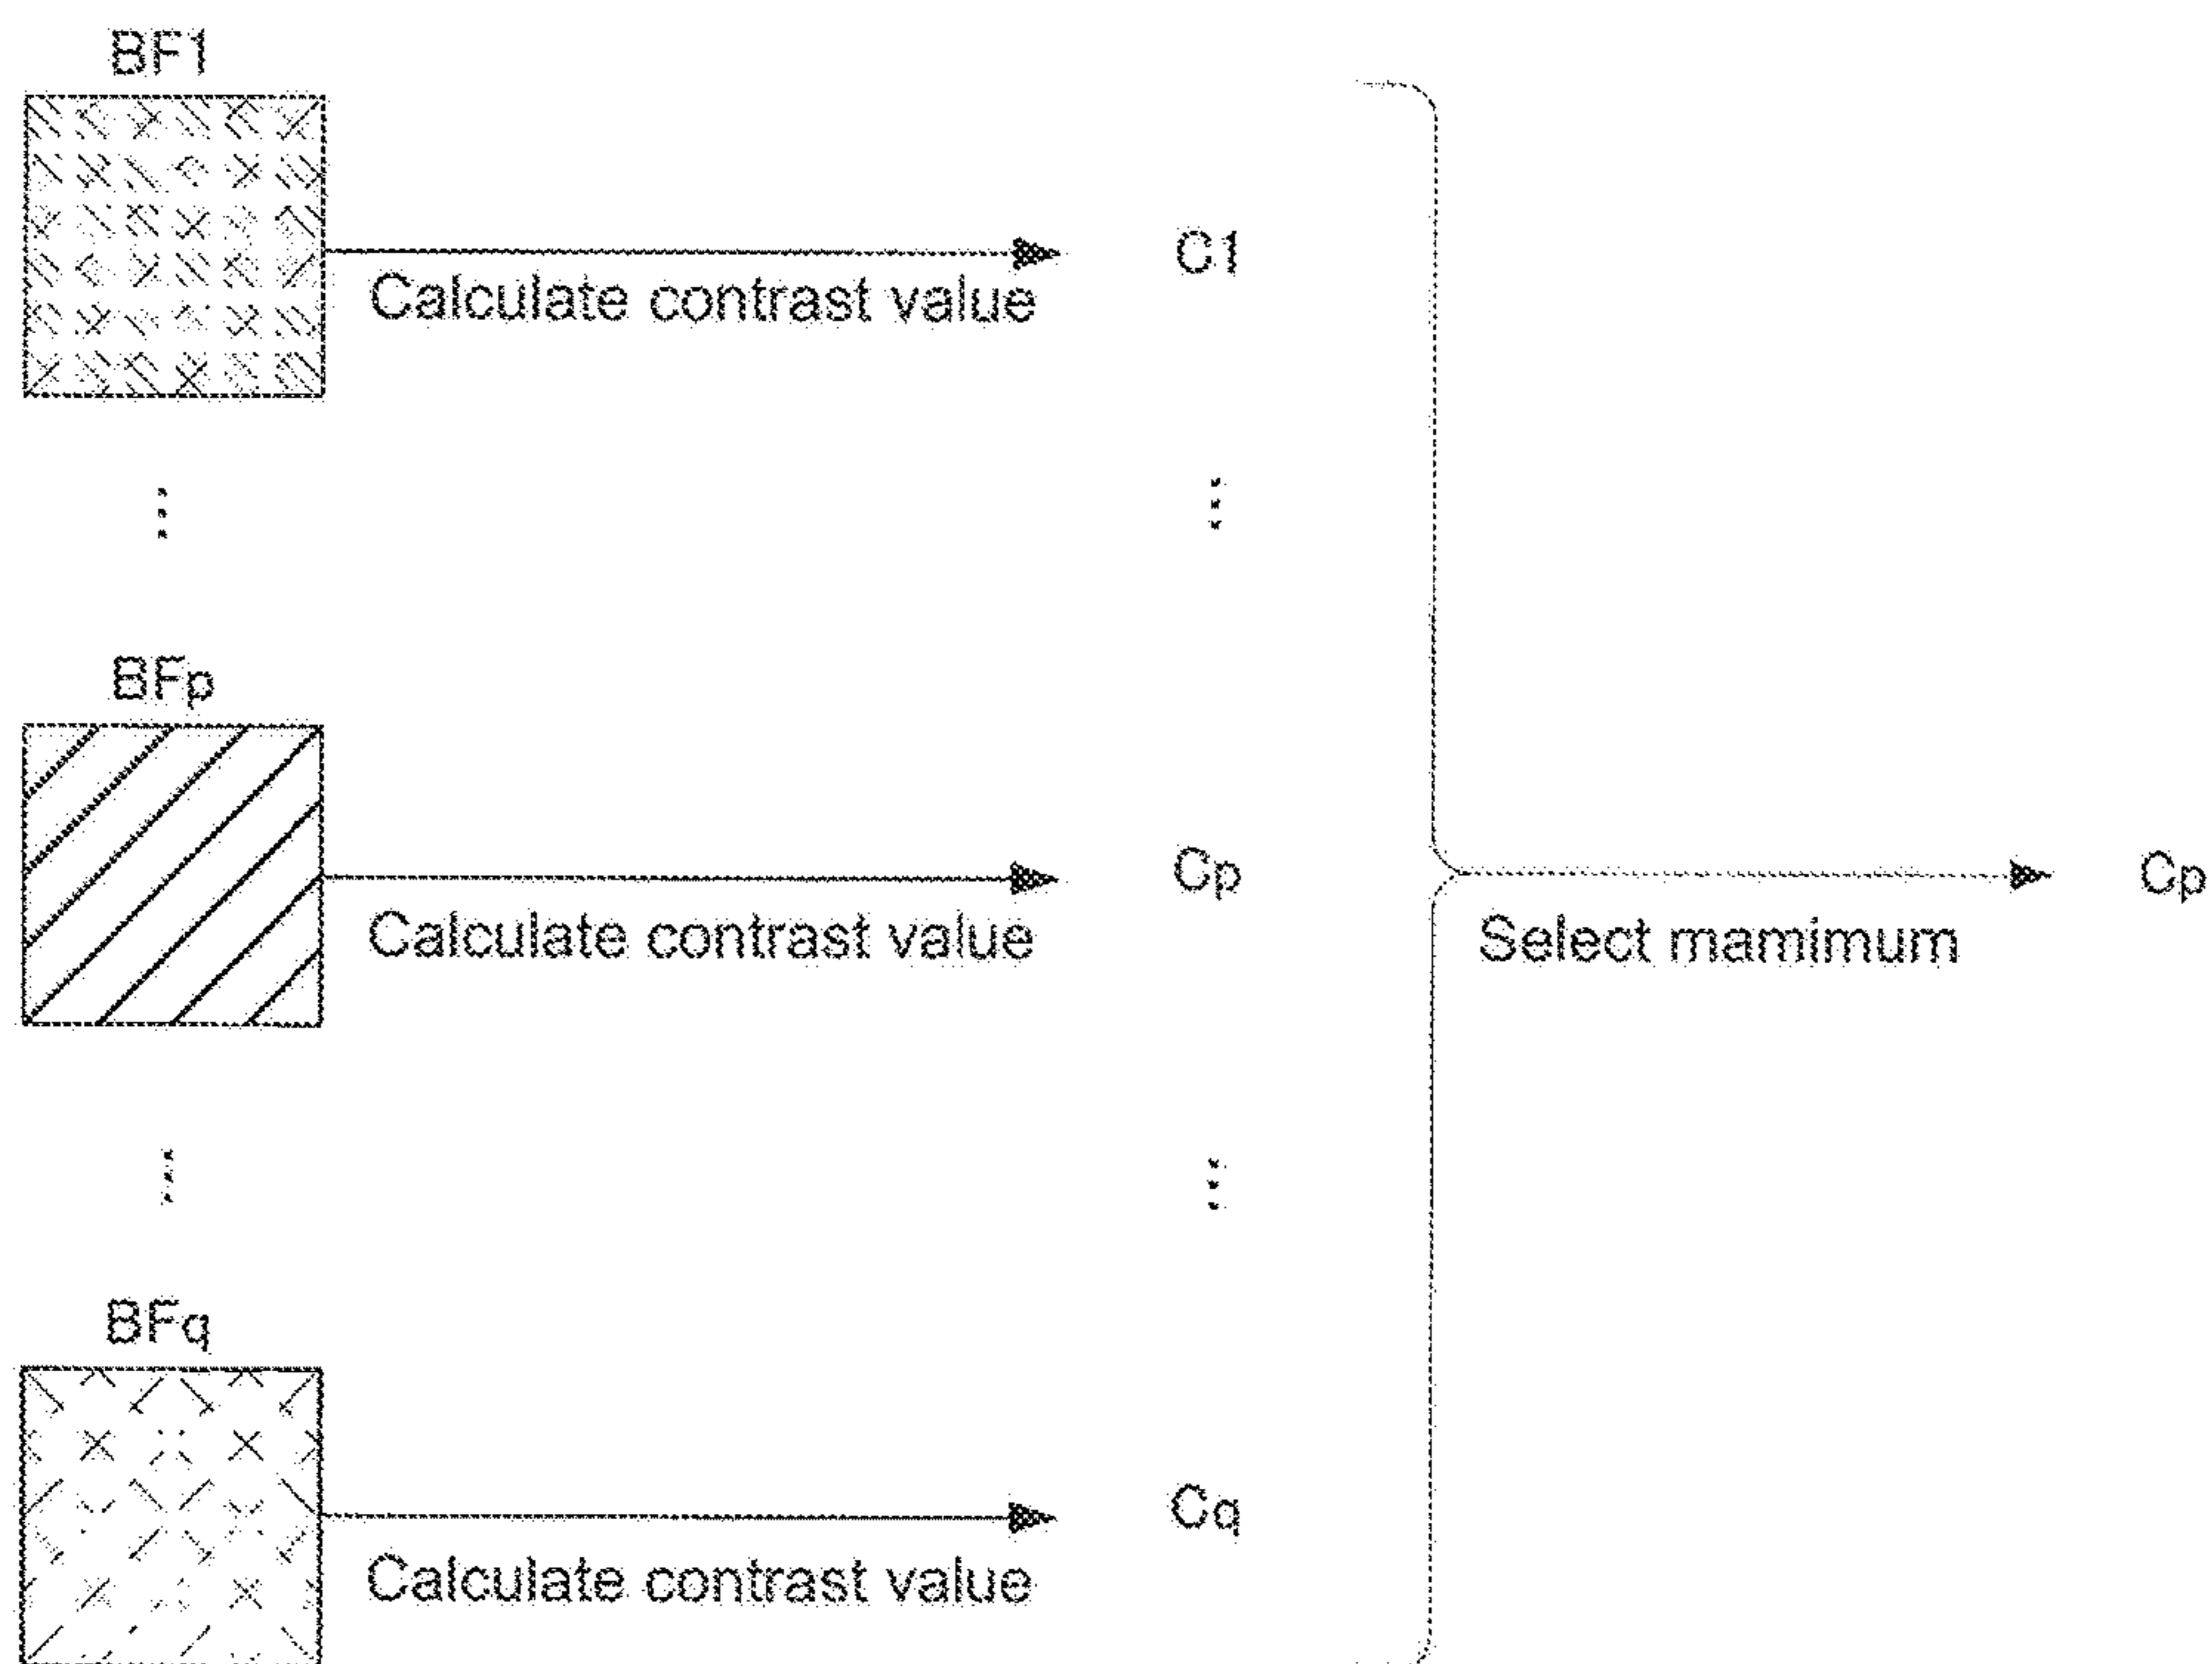 BF1
Calculate contrast value
C1
⋮
⋮
BFp
Calculate contrast value
Cp
Select mamimum
Cp
⋮
⋮
BFq
Calculate contrast value
Cq